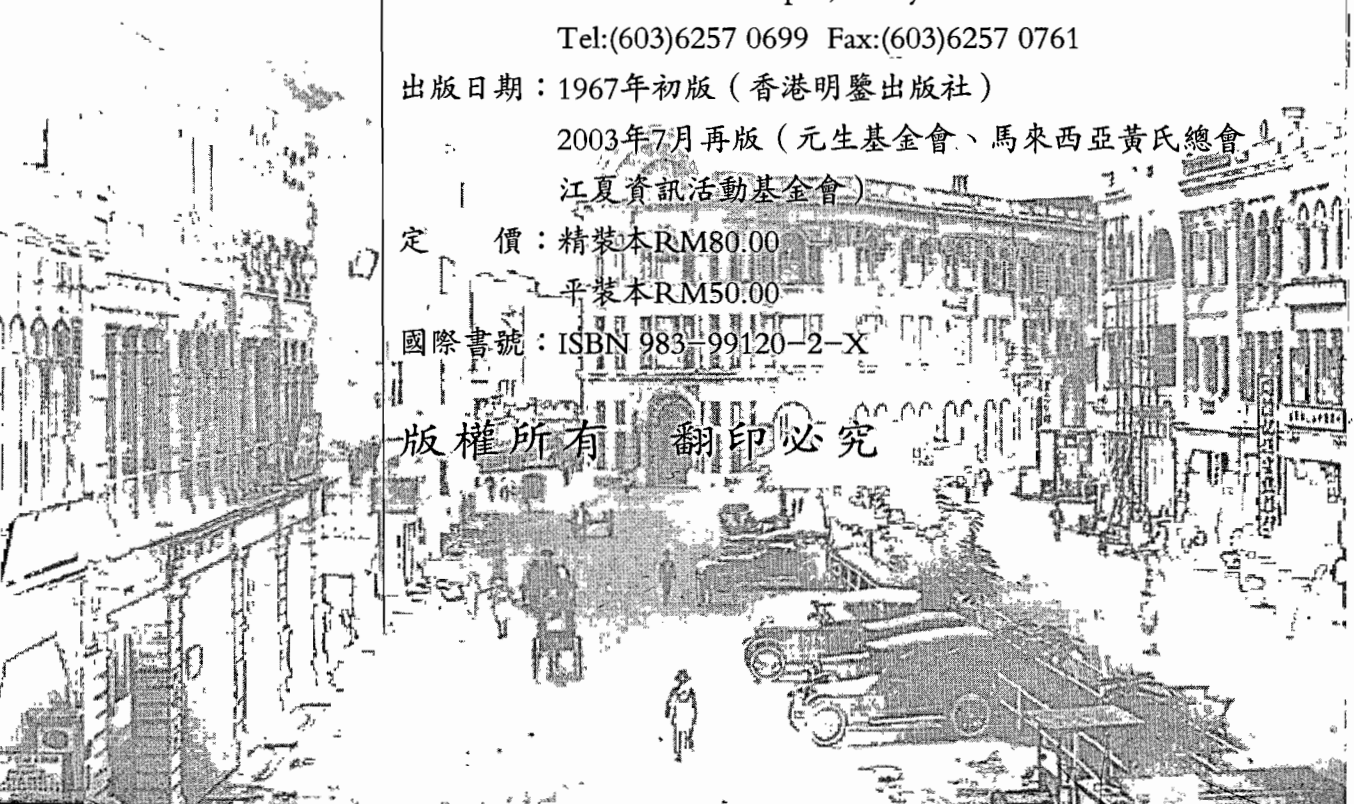 Tel:(603)6257 0699 Fax:(603)6257 0761
出版日期：1967年初版（香港明鑒出版社）
2003年7月再版（元生基金會、馬來西亞黃氏總會
江夏資訊活動基金會）
定　　價：精裝本RM80.00
平裝本RM50.00
國際書號：ISBN 983-99120-2-X
版權所有　翻印必究